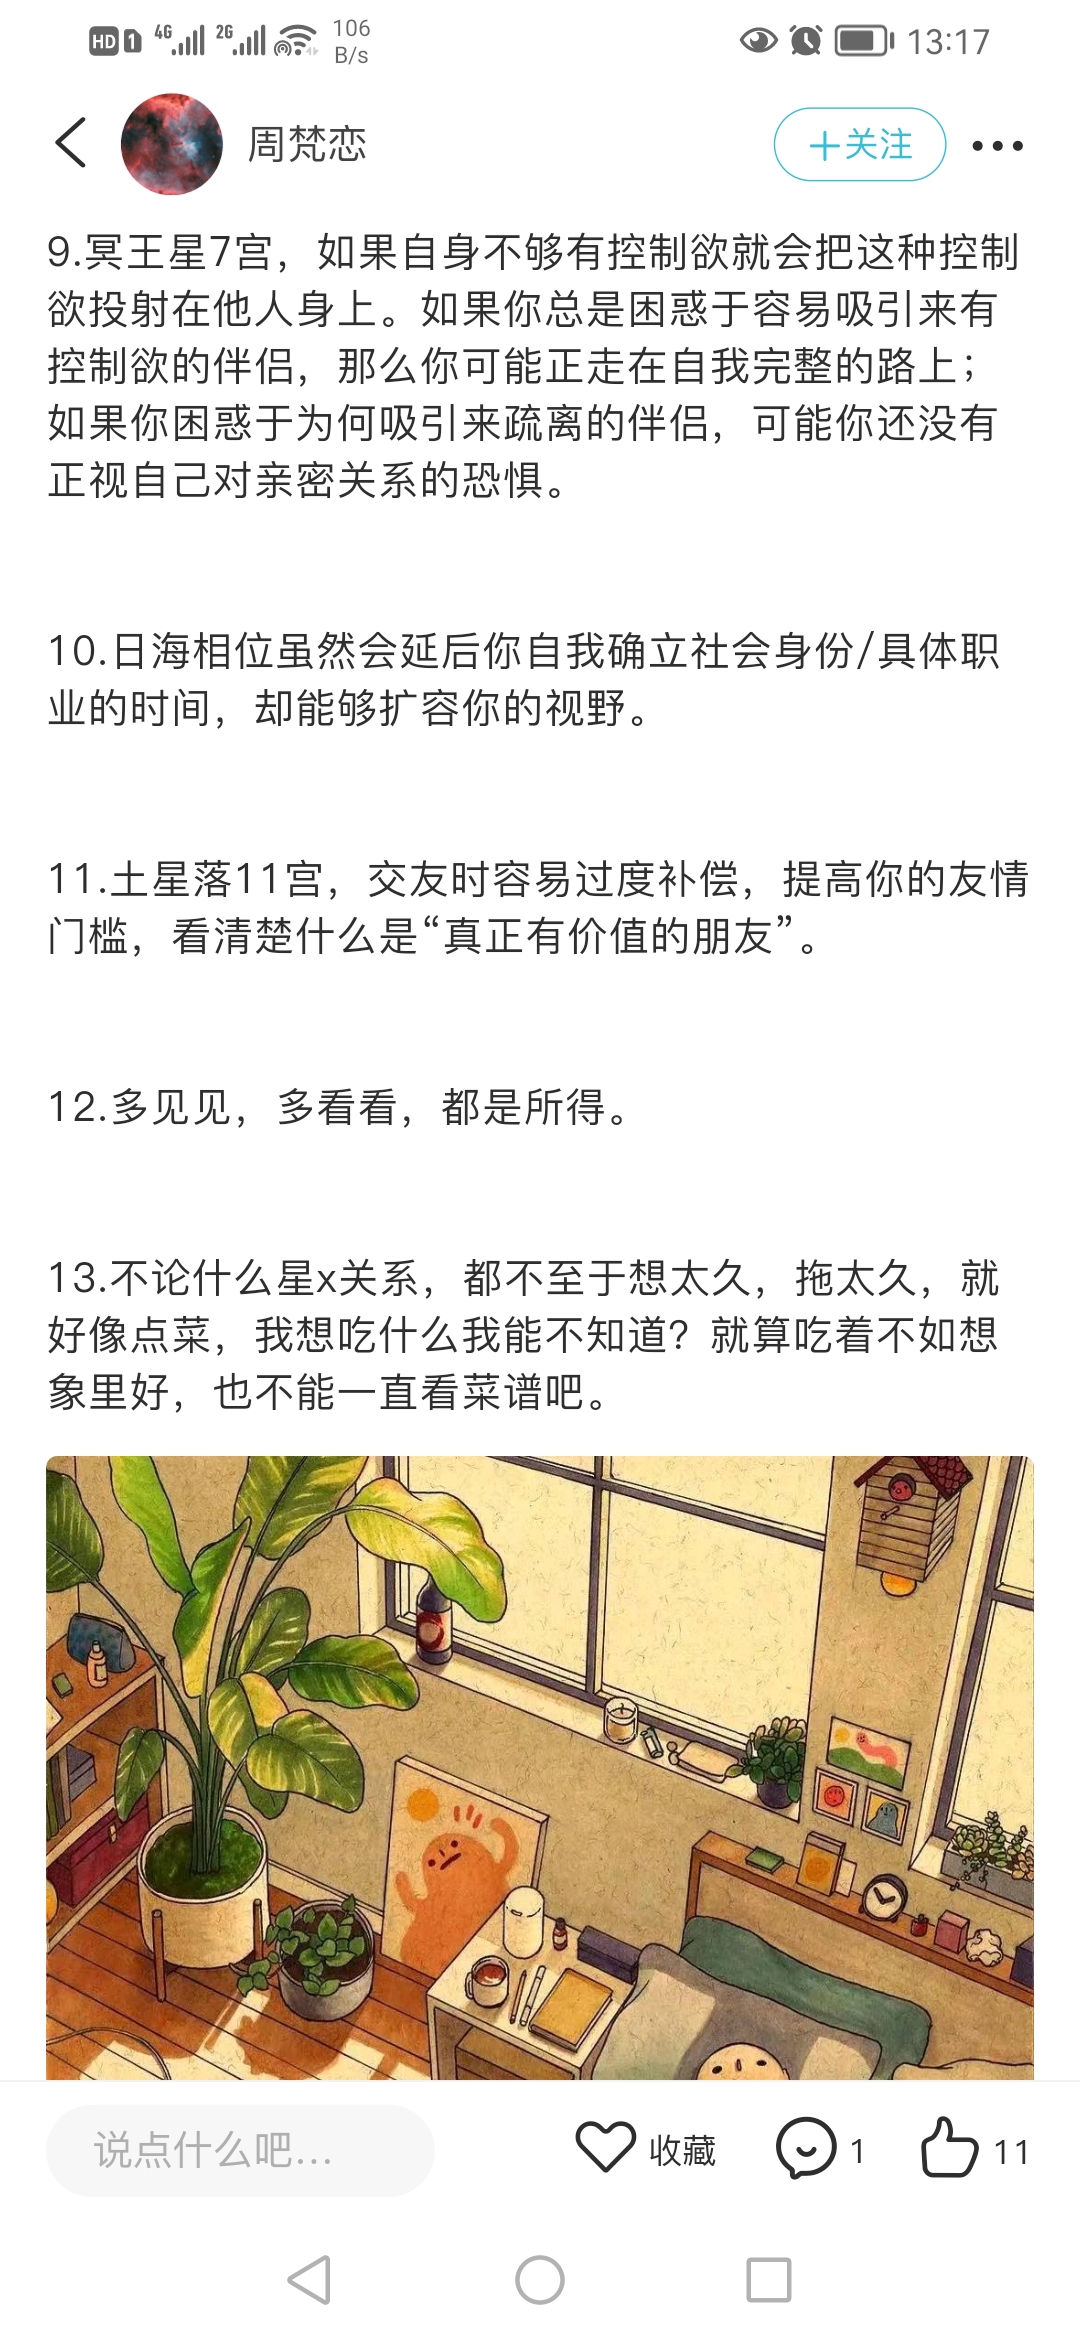 HD 1 4G 2G 106 B/s 13:17
周梵恋 +关注
9.冥王星7宫，如果自身不够有控制欲就会把这种控制
欲投射在他人身上。如果你总是困惑于容易吸引来有
控制欲的伴侣，那么你可能正走在自我完整的路上；
如果你困惑于为何吸引来疏离的伴侣，可能你还没有
正视自己对亲密关系的恐惧。
10.日海相位虽然会延后你自我确立社会身份/具体职
业的时间，却能够扩容你的视野。
11.土星落11宫，交友时容易过度补偿，提高你的友情
门槛，看清楚什么是“真正有价值的朋友”。
12.多见见，多看看，都是所得。
13.不论什么星x关系，都不至于想太久，拖太久，就
好像点菜，我想吃什么我能不知道？就算吃着不如想
象里好，也不能一直看菜谱吧。
说点什么吧... 收藏 1 11